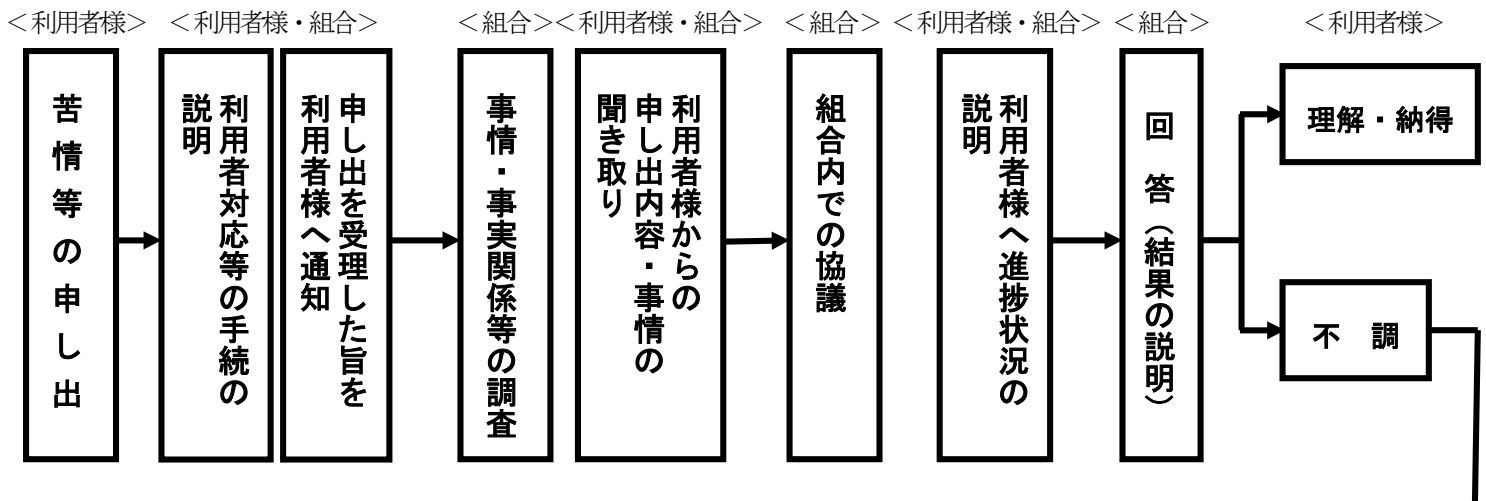 ＜利用者様＞
＜利用者様・組合＞
＜組合＞
＜利用者様・組合＞
＜組合＞
＜利用者様・組合＞
＜組合＞
＜利用者様＞
苦情等の申し出
利用者対応等の手続の
説明
申し出を受理した旨を
利用者様へ通知
事情・事実関係等の調査
利用者様からの
申し出内容・事情の
聞き取り
組合内での協議
利用者様へ進捗状況の
説明
回　答（結果の説明）
理解・納得
不　調